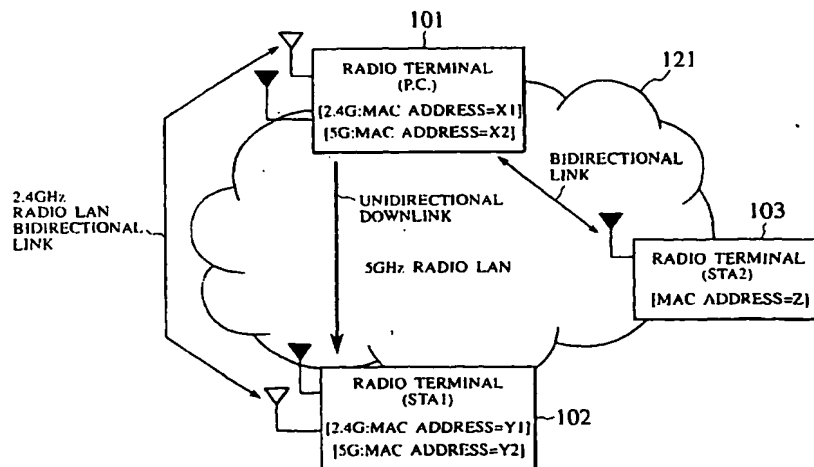 101
RADIO TERMINAL
(P.C.)
[2.4G:MAC ADDRESS=X1]
[5G:MAC ADDRESS=X2]
121
2.4GHz
RADIO LAN
BIDIRECTIONAL
LINK
UNIDIRECTIONAL
DOWNLINK
BIDIRECTIONAL
LINK
5GHz RADIO LAN
103
RADIO TERMINAL
(STA2)
[MAC ADDRESS=Z]
RADIO TERMINAL
(STA1)
[2.4G:MAC ADDRESS=Y1]
[5G:MAC ADDRESS=Y2]
102